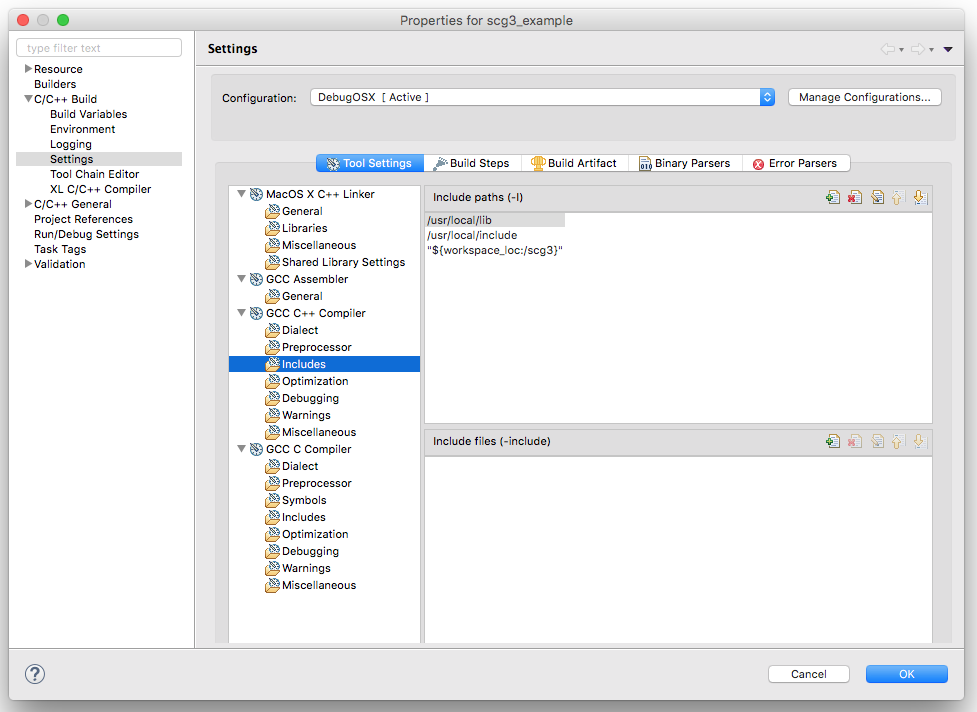 Properties for scg3_example
type filter text
Resource
Builders
C/C++ Build
Build Variables
Environment
Logging
Settings
Tool Chain Editor
XL C/C++ Compiler
C/C++ General
Project References
Run/Debug Settings
Task Tags
Validation
Settings
Configuration: DebugOSX [ Active ] Manage Configurations...
Tool Settings Build Steps Build Artifact Binary Parsers Error Parsers
MacOS X C++ Linker
General
Libraries
Miscellaneous
Shared Library Settings
GCC Assembler
General
GCC C++ Compiler
Dialect
Preprocessor
Includes
Optimization
Debugging
Warnings
Miscellaneous
GCC C Compiler
Dialect
Preprocessor
Symbols
Includes
Optimization
Debugging
Warnings
Miscellaneous
Include paths (-I)
/usr/local/lib
/usr/local/include
"${workspace_loc:/scg3}"
Include files (-include)
?
Cancel OK